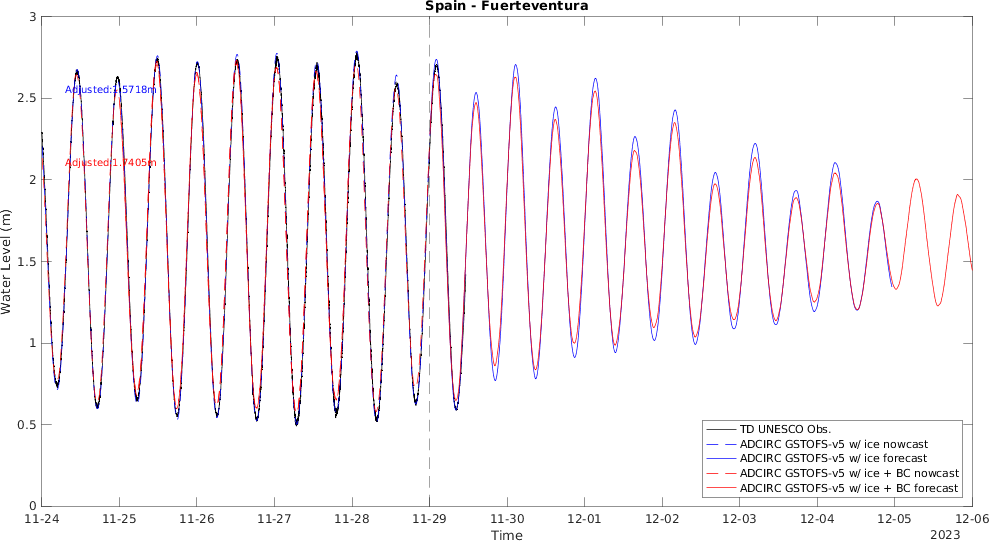 Spain - Fuerteventura
Water Level (m)
3
2.5
2
1.5
1
0.5
0
Adjusted:1.5718m
Adjusted:1.7405m
TD UNESCO Obs.
ADCIRC GSTOFS-v5 w/ ice nowcast
ADCIRC GSTOFS-v5 w/ ice forecast
ADCIRC GSTOFS-v5 w/ ice + BC nowcast
ADCIRC GSTOFS-v5 w/ ice + BC forecast
11-24 11-25 11-26 11-27 11-28 11-29 11-30 12-01 12-02 12-03 12-04 12-05 12-06
Time
2023